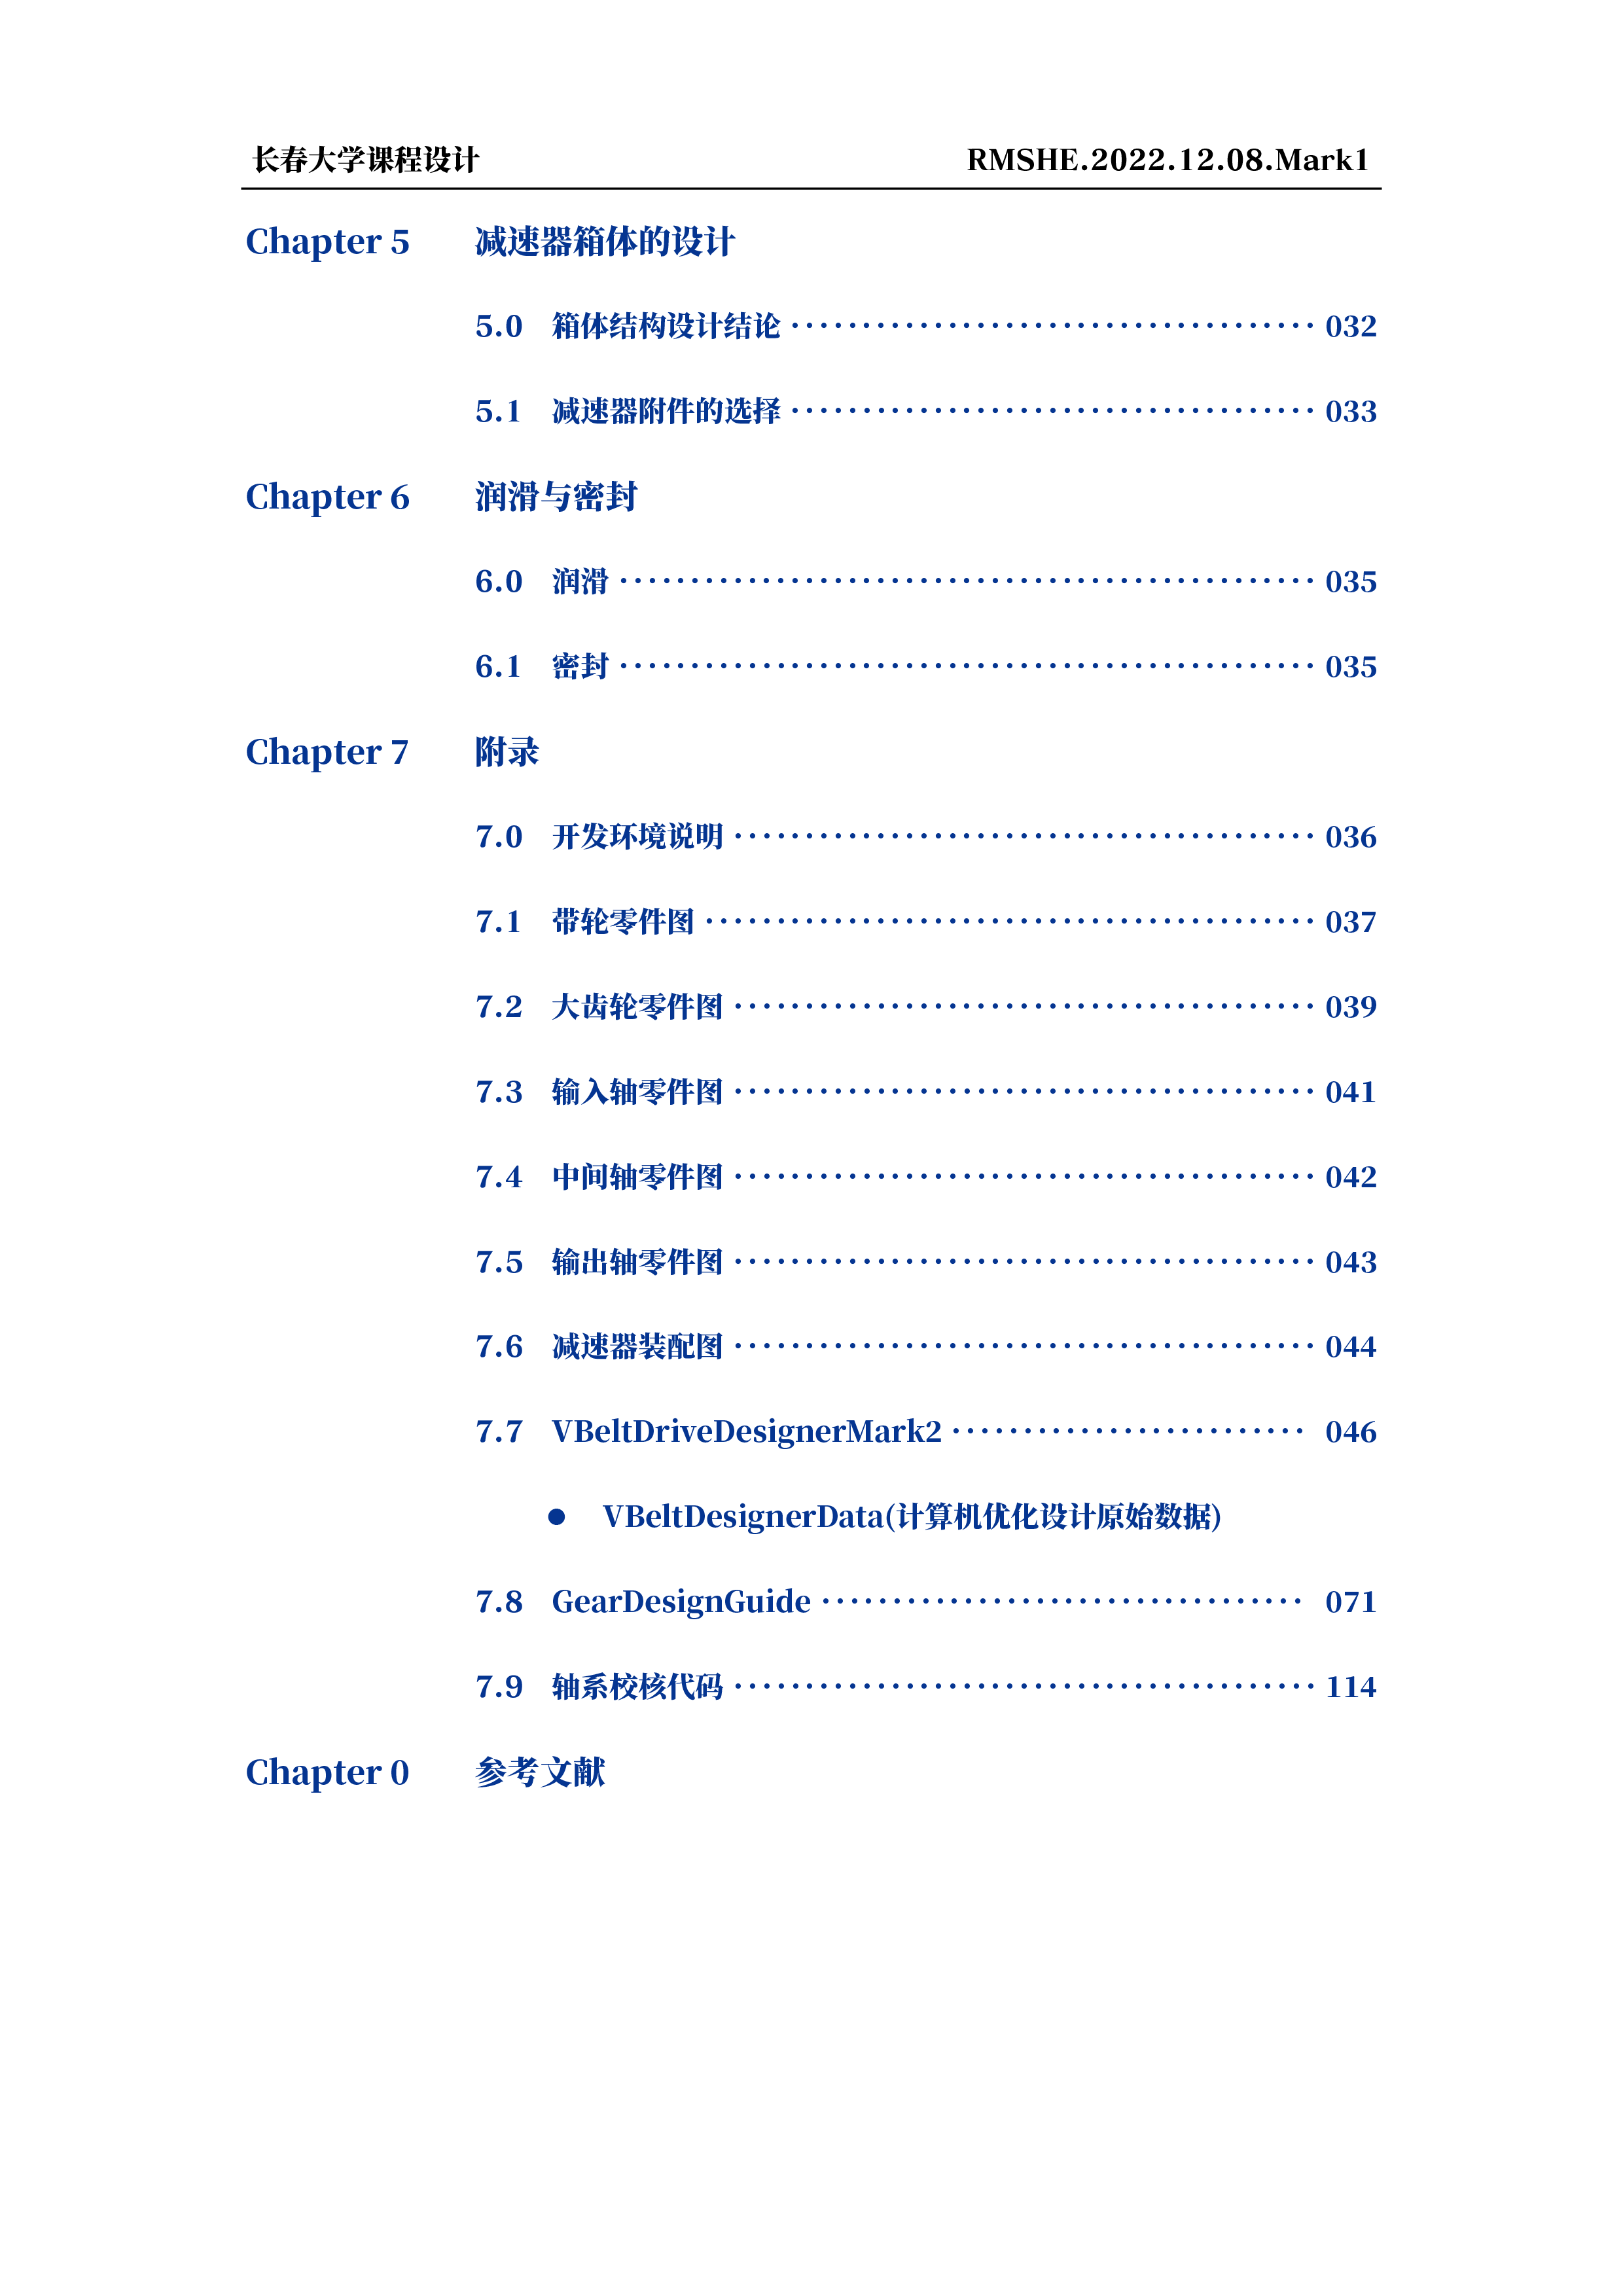 长春大学课程设计 RMSHE.2022.12.08.Mark1
Chapter 5 减速器箱体的设计
5.0 箱体结构设计结论 ····································· 032
5.1 减速器附件的选择 ····································· 033
Chapter 6 润滑与密封
6.0 润滑 ················································· 035
6.1 密封 ················································· 035
Chapter 7 附录
7.0 开发环境说明 ········································· 036
7.1 带轮零件图 ··········································· 037
7.2 大齿轮零件图 ········································· 039
7.3 输入轴零件图 ········································· 041
7.4 中间轴零件图 ········································· 042
7.5 输出轴零件图 ········································· 043
7.6 减速器装配图 ········································· 044
7.7 VBeltDriveDesignerMark2 ························· 046
● VBeltDesignerData(计算机优化设计原始数据)
7.8 GearDesignGuide ·································· 071
7.9 轴系校核代码 ········································· 114
Chapter 0 参考文献